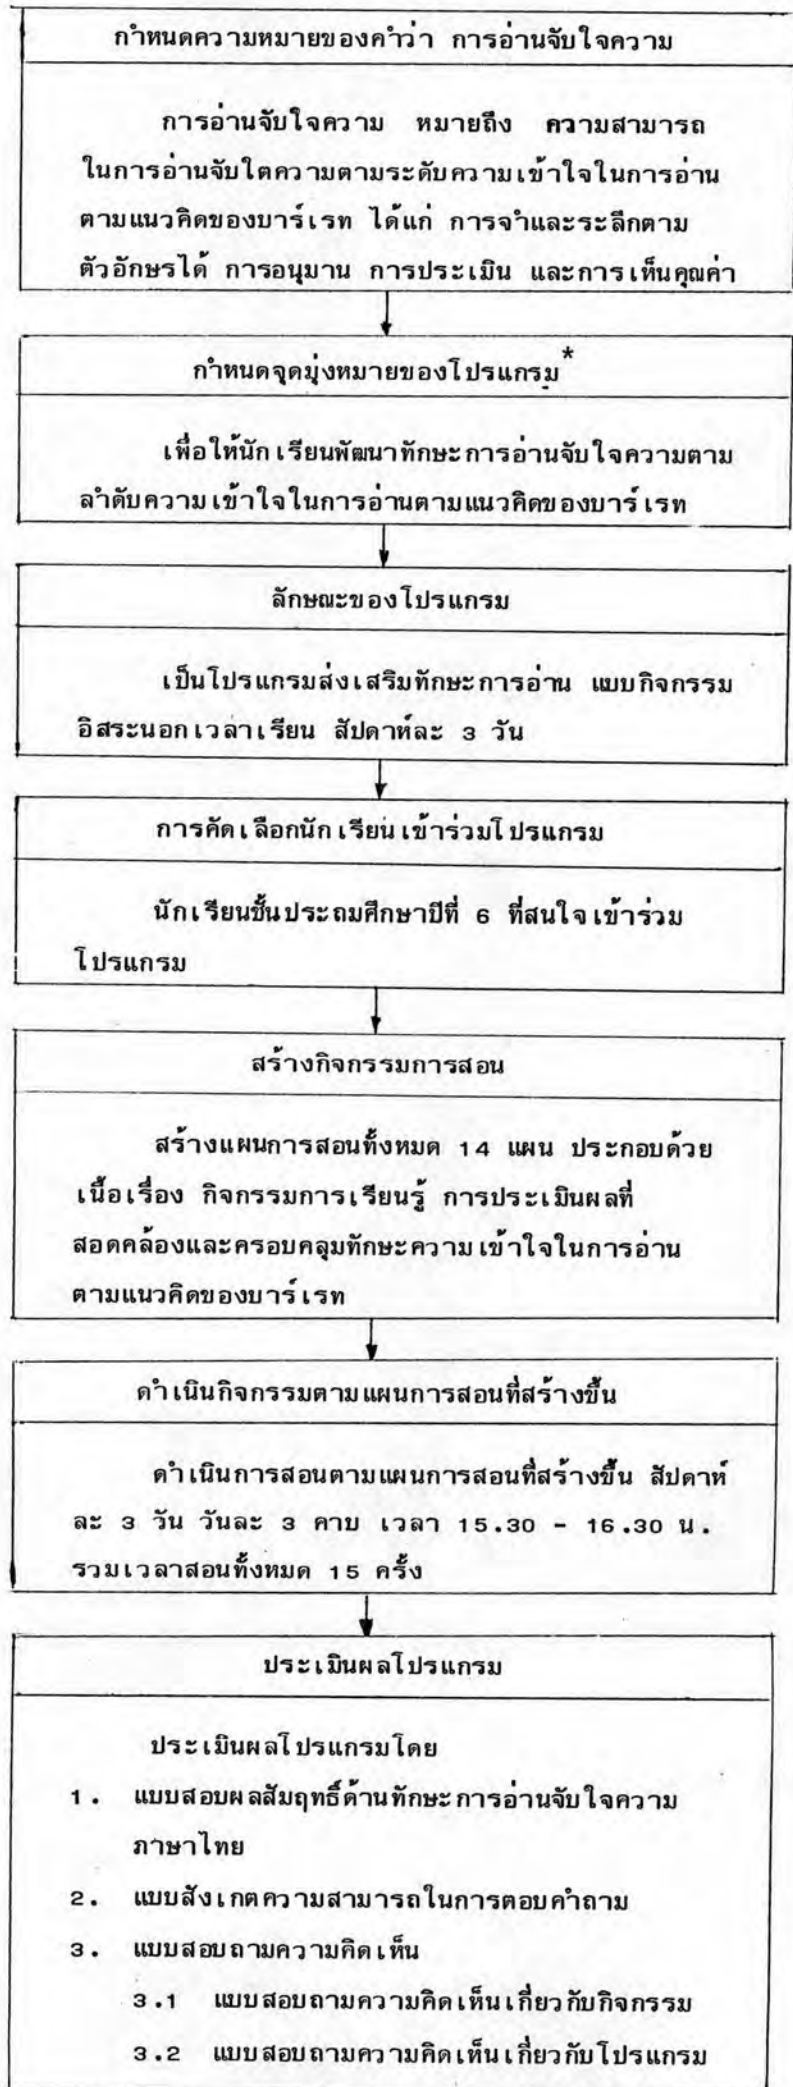 กำหนดความหมายของคำว่า การอ่านจับใจความ
การอ่านจับใจความ หมายถึง ความสามารถ
ในการอ่านจับใตความตามระดับความเข้าใจในการอ่าน
ตามแนวคิดของบาร์เรท ได้แก่ การจำและระลึกตาม
ตัวอักษรได้ การอนุมาน การประเมิน และการเห็นคุณค่า
กำหนดจุดมุ่งหมายของโปรแกรม*
เพื่อให้นักเรียนพัฒนาทักษะการอ่านจับใจความตาม
ลำดับความเข้าใจในการอ่านตามแนวคิดของบาร์เรท
ลักษณะของโปรแกรม
เป็นโปรแกรมส่งเสริมทักษะการอ่าน แบบกิจกรรม
อิสระนอกเวลาเรียน สัปดาห์ละ 3 วัน
การคัดเลือกนักเรียนเข้าร่วมโปรแกรม
นักเรียนชั้นประถมศึกษาปีที่ 6 ที่สนใจเข้าร่วม
โปรแกรม
สร้างกิจกรรมการสอน
สร้างแผนการสอนทั้งหมด 14 แผน ประกอบด้วย
เนื้อเรื่อง กิจกรรมการเรียนรู้ การประเมินผลที่
สอดคล้องและครอบคลุมทักษะความเข้าใจในการอ่าน
ตามแนวคิดของบาร์เรท
ดำเนินกิจกรรมตามแผนการสอนที่สร้างขึ้น
ดำเนินการสอนตามแผนการสอนที่สร้างขึ้น สัปดาห์
ละ 3 วัน วันละ 3 คาบ เวลา 15.30 - 16.30 น.
รวมเวลาสอนทั้งหมด 15 ครั้ง
ประเมินผลโปรแกรม
ประเมินผลโปรแกรมโดย
1. แบบสอบผลสัมฤทธิ์ด้านทักษะการอ่านจับใจความ
ภาษาไทย
2. แบบสังเกตความสามารถในการตอบคำถาม
3. แบบสอบถามความคิดเห็น
3.1 แบบสอบถามความคิดเห็นเกี่ยวกับกิจกรรม
3.2 แบบสอบถามความคิดเห็นเกี่ยวกับโปรแกรม